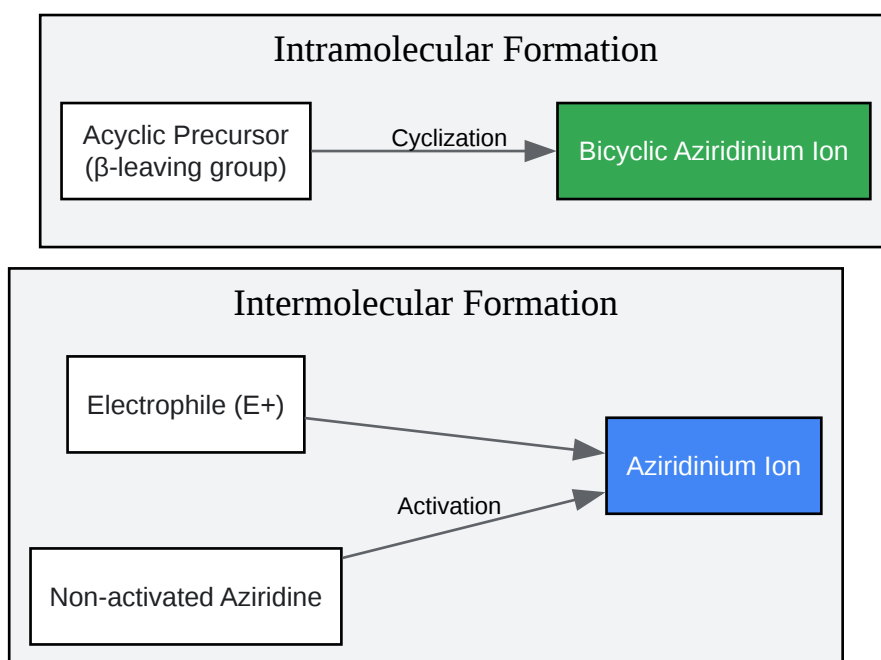 Intramolecular Formation
Acyclic Precursor
(β-leaving group)
Cyclization
Bicyclic Aziridinium Ion
Intermolecular Formation
Electrophile (E+)
Aziridinium Ion
Activation
Non-activated Aziridine